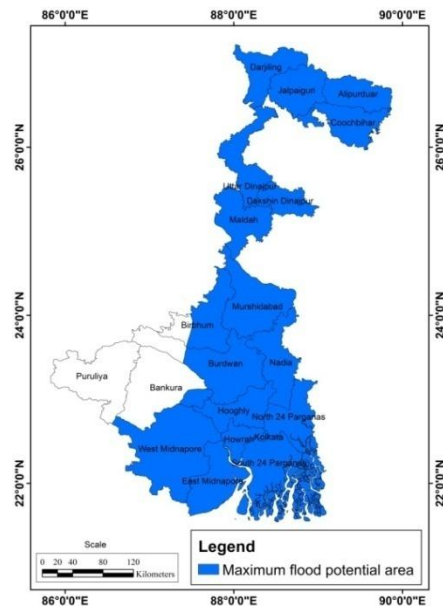 86°0'0"E 88°0'0"E 90°0'0"E
Darjiling
Jalpaiguri
Alipurduar
Coochbihar
26°0'0"N 26°0'0"N
Uttar Dinajpur
Dakshin Dinajpur
Maldah
24°0'0"N 24°0'0"N
Murshidabad
Birbhum
Burdwan
Nadia
Puruliya
Bankura
Hooghly
North 24 Parganas
Howrah
Kolkata
West Midnapore
South 24 Parganas
East Midnapore
22°0'0"N 22°0'0"N
Scale
0 20 40 80 120
Kilometers
Legend
Maximum flood potential area
86°0'0"E 88°0'0"E 90°0'0"E